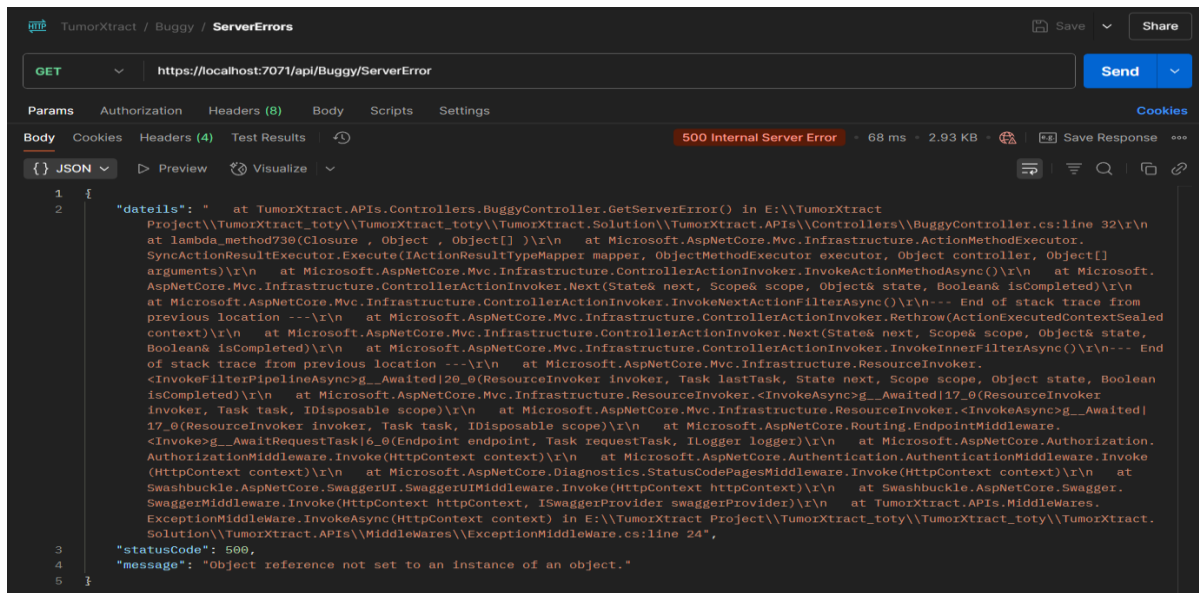 HTTP TumorXtract / Buggy / ServerErrors Save Share
GET https://localhost:7071/api/Buggy/ServerError Send
Params Authorization Headers (8) Body Scripts Settings Cookies
Body Cookies Headers (4) Test Results 500 Internal Server Error 68 ms 2.93 KB e.g. Save Response
{} JSON Preview Visualize
1 {
2 "dateils": "   at TumorXtract.APIs.Controllers.BuggyController.GetServerError() in E:\\TumorXtract
Project\\TumorXtract_toty\\TumorXtract_toty\\TumorXtract.Solution\\TumorXtract.APIs\\Controllers\\BuggyController.cs:line 32\r\n
at lambda_method730(Closure , Object , Object[] )\r\n   at Microsoft.AspNetCore.Mvc.Infrastructure.ActionMethodExecutor.
SyncActionResultExecutor.Execute(IActionResultTypeMapper mapper, ObjectMethodExecutor executor, Object controller, Object[]
arguments)\r\n   at Microsoft.AspNetCore.Mvc.Infrastructure.ControllerActionInvoker.InvokeActionMethodAsync()\r\n   at Microsoft.
AspNetCore.Mvc.Infrastructure.ControllerActionInvoker.Next(State& next, Scope& scope, Object& state, Boolean& isCompleted)\r\n
at Microsoft.AspNetCore.Mvc.Infrastructure.ControllerActionInvoker.InvokeNextActionFilterAsync()\r\n--- End of stack trace from
previous location ---\r\n   at Microsoft.AspNetCore.Mvc.Infrastructure.ControllerActionInvoker.Rethrow(ActionExecutedContextSealed
context)\r\n   at Microsoft.AspNetCore.Mvc.Infrastructure.ControllerActionInvoker.Next(State& next, Scope& scope, Object& state,
Boolean& isCompleted)\r\n   at Microsoft.AspNetCore.Mvc.Infrastructure.ControllerActionInvoker.InvokeInnerFilterAsync()\r\n--- End
of stack trace from previous location ---\r\n   at Microsoft.AspNetCore.Mvc.Infrastructure.ResourceInvoker.
<InvokeFilterPipelineAsync>g__Awaited|20_0(ResourceInvoker invoker, Task lastTask, State next, Scope scope, Object state, Boolean
isCompleted)\r\n   at Microsoft.AspNetCore.Mvc.Infrastructure.ResourceInvoker.<InvokeAsync>g__Awaited|17_0(ResourceInvoker
invoker, Task task, IDisposable scope)\r\n   at Microsoft.AspNetCore.Mvc.Infrastructure.ResourceInvoker.<InvokeAsync>g__Awaited|
17_0(ResourceInvoker invoker, Task task, IDisposable scope)\r\n   at Microsoft.AspNetCore.Routing.EndpointMiddleware.
<Invoke>g__AwaitRequestTask|6_0(Endpoint endpoint, Task requestTask, ILogger logger)\r\n   at Microsoft.AspNetCore.Authorization.
AuthorizationMiddleware.Invoke(HttpContext context)\r\n   at Microsoft.AspNetCore.Authentication.AuthenticationMiddleware.Invoke
(HttpContext context)\r\n   at Microsoft.AspNetCore.Diagnostics.StatusCodePagesMiddleware.Invoke(HttpContext context)\r\n   at
Swashbuckle.AspNetCore.SwaggerUI.SwaggerUIMiddleware.Invoke(HttpContext httpContext)\r\n   at Swashbuckle.AspNetCore.Swagger.
SwaggerMiddleware.Invoke(HttpContext httpContext, ISwaggerProvider swaggerProvider)\r\n   at TumorXtract.APIs.MiddleWares.
ExceptionMiddleWare.InvokeAsync(HttpContext context) in E:\\TumorXtract Project\\TumorXtract_toty\\TumorXtract_toty\\TumorXtract.
Solution\\TumorXtract.APIs\\MiddleWares\\ExceptionMiddleWare.cs:line 24",
3 "statusCode": 500,
4 "message": "Object reference not set to an instance of an object."
5 }